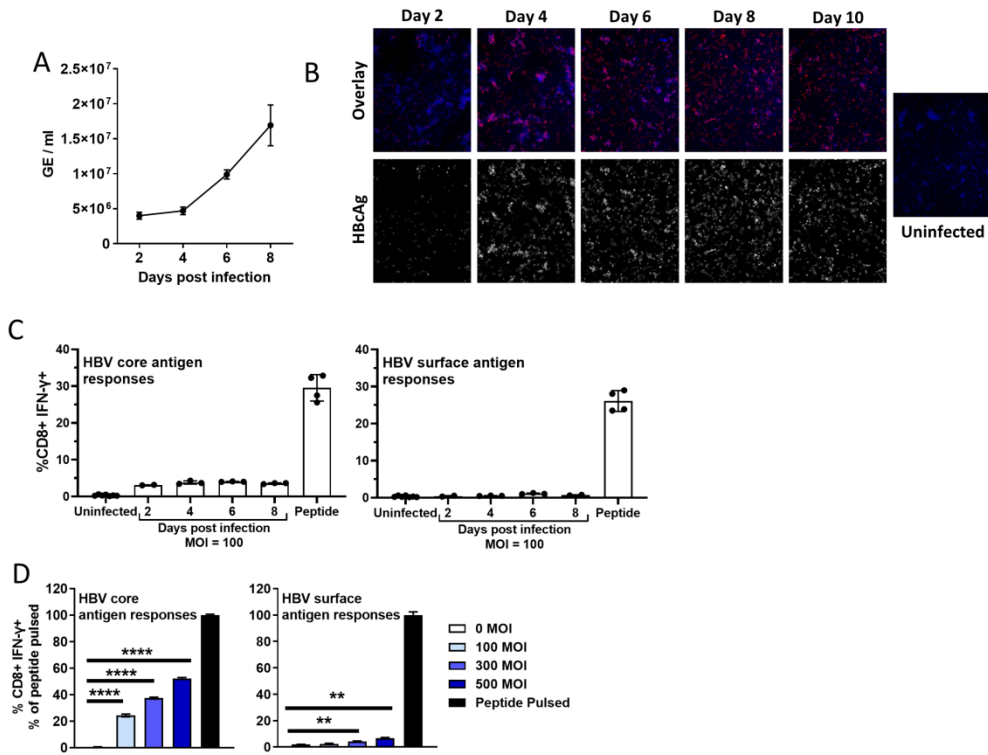 A
2.5×10⁷
2×10⁷
1.5×10⁷
1×10⁷
5×10⁶
0
GE / ml
2 4 6 8
Days post infection
B
Day 2 Day 4 Day 6 Day 8 Day 10
Overlay
HBcAg
Uninfected
C
HBV core antigen
responses
40
30
20
10
0
%CD8+ IFN-γ+
Uninfected 2 4 6 8 Peptide
Days post infection
MOI = 100
HBV surface antigen
responses
40
30
20
10
0
Uninfected 2 4 6 8 Peptide
Days post infection
MOI = 100
D
HBV core
antigen responses
120
100
80
60
40
20
0
% CD8+ IFN-γ+
% of peptide pulsed
****
****
****
HBV surface
antigen responses
120
100
80
60
40
20
0
**
**
0 MOI
100 MOI
300 MOI
500 MOI
Peptide Pulsed